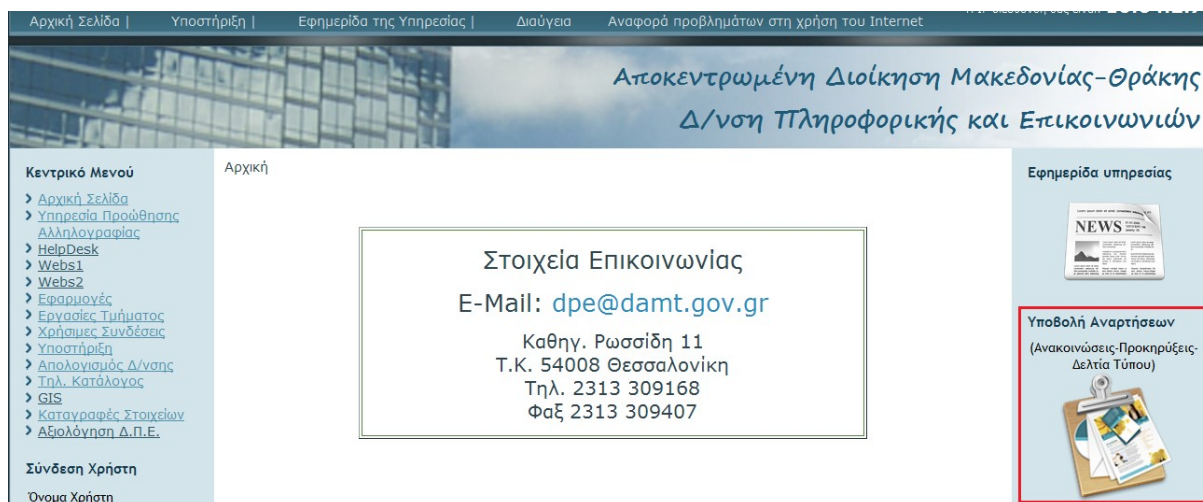 Αρχική Σελίδα |
Υποστήριξη |
Εφημερίδα της Υπηρεσίας |
Διαύγεια
Αναφορά προβλημάτων στη χρήση του Internet
Αποκεντρωμένη Διοίκηση Μακεδονίας-Θράκης
Δ/νση Πληροφορικής και Επικοινωνιών
Κεντρικό Μενού
Αρχική Σελίδα
Υπηρεσία Προώθησης
Αλληλογραφίας
HelpDesk
Webs1
Webs2
Εφαρμογές
Εργασίες Τμήματος
Χρήσιμες Συνδέσεις
Υποστήριξη
Απολογισμός Δ/νσης
Τηλ. Κατάλογος
GIS
Καταγραφές Στοιχείων
Αξιολόγηση Δ.Π.Ε.
Σύνδεση Χρήστη
Όνομα Χρήστη
Αρχική
Στοιχεία Επικοινωνίας
E-Mail: dpe@damt.gov.gr
Καθηγ. Ρωσσίδη 11
Τ.Κ. 54008 Θεσσαλονίκη
Τηλ. 2313 309168
Φαξ 2313 309407
Εφημερίδα υπηρεσίας
NEWS
Υποβολή Αναρτήσεων
(Ανακοινώσεις-Προκηρύξεις-
Δελτία Τύπου)